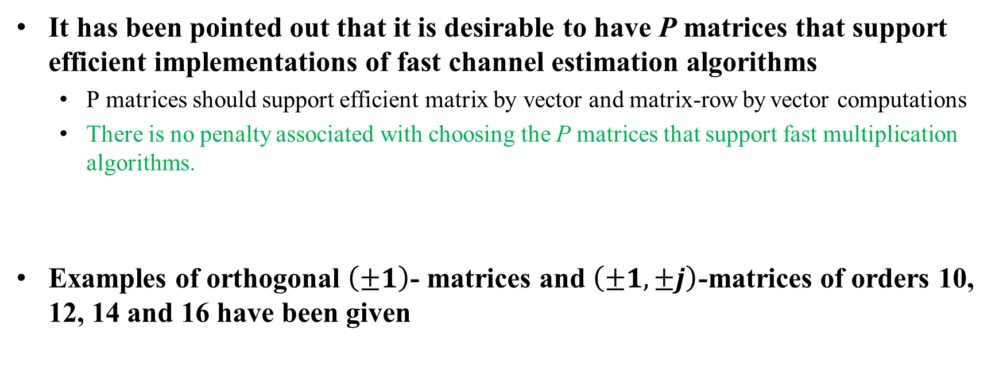 • It has been pointed out that it is desirable to have P matrices that support
efficient implementations of fast channel estimation algorithms
• P matrices should support efficient matrix by vector and matrix-row by vector computations
• There is no penalty associated with choosing the P matrices that support fast multiplication
algorithms.
• Examples of orthogonal (±1)- matrices and (±1, ±j)-matrices of orders 10,
12, 14 and 16 have been given